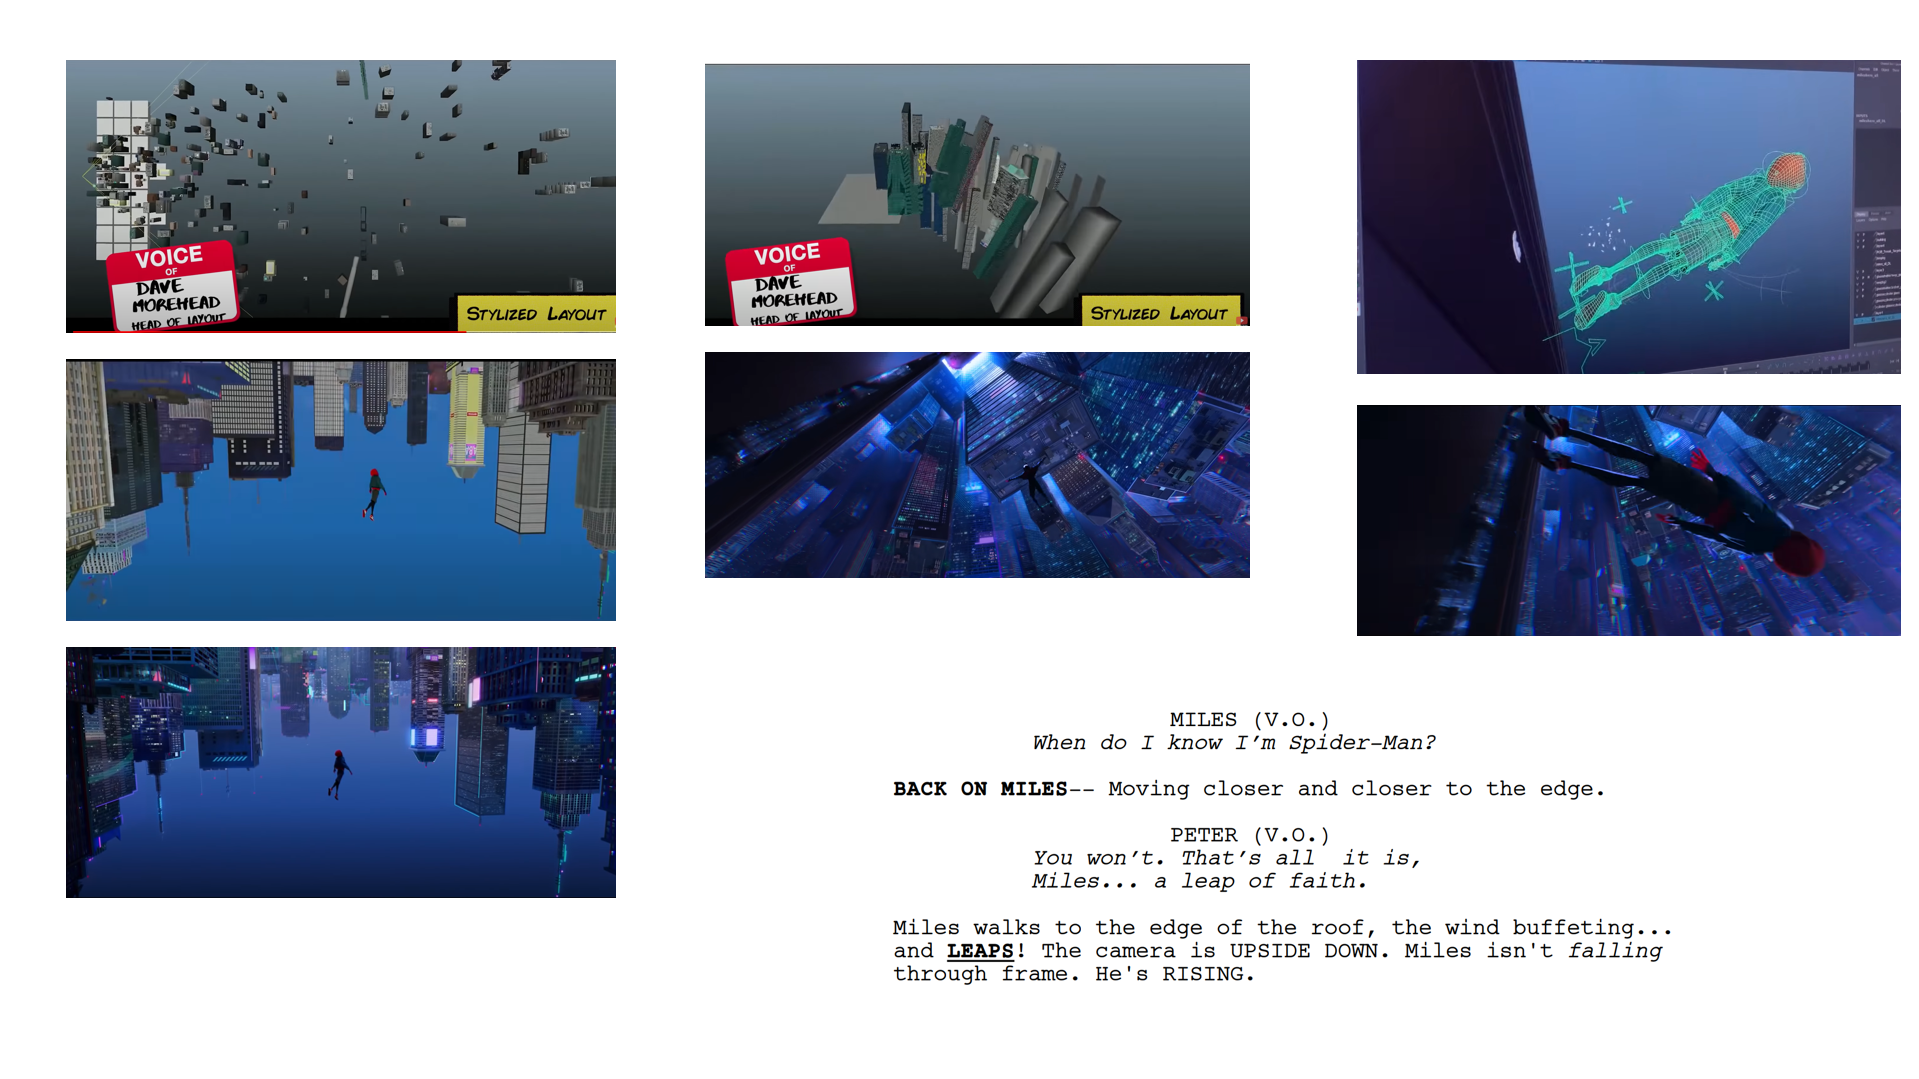 VOICE
OF
DAVE
MOREHEAD
HEAD OF LAYOUT
STYLIZED LAYOUT
VOICE
OF
DAVE
MOREHEAD
HEAD OF LAYOUT
STYLIZED LAYOUT
MILES (V.O.)
When do I know I'm Spider-Man?
BACK ON MILES-- Moving closer and closer to the edge.
PETER (V.O.)
You won't. That's all  it is,
Miles... a leap of faith.
Miles walks to the edge of the roof, the wind buffeting...
and LEAPS! The camera is UPSIDE DOWN. Miles isn't falling
through frame. He's RISING.